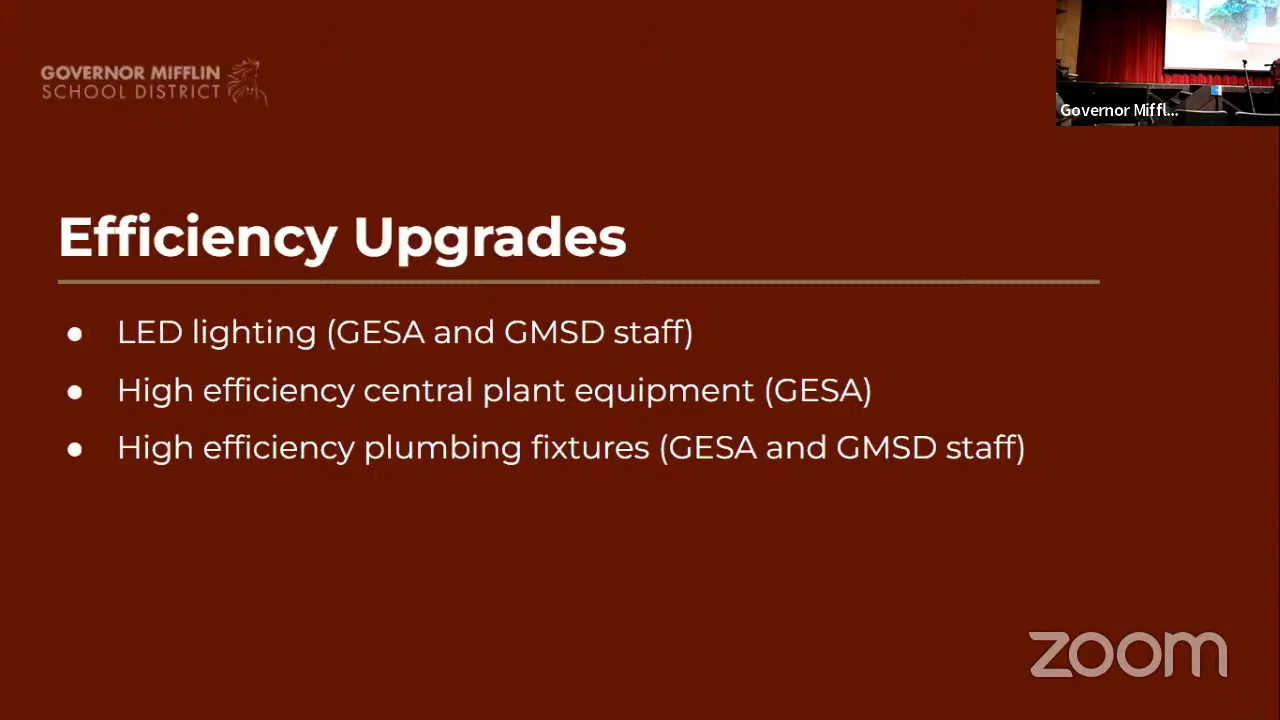 GOVERNOR MIFFLIN
SCHOOL DISTRICT
Governor Miffl...
Efficiency Upgrades
● LED lighting (GESA and GMSD staff)
● High efficiency central plant equipment (GESA)
● High efficiency plumbing fixtures (GESA and GMSD staff)
zoom